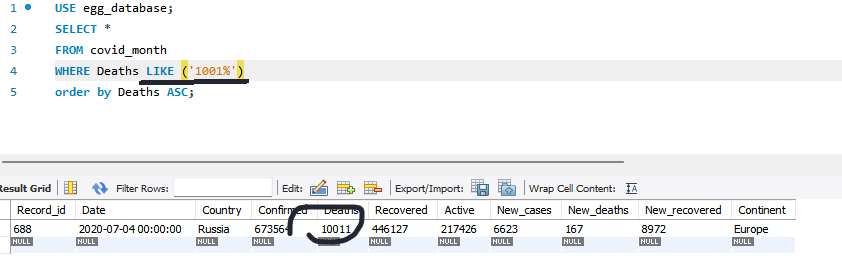 1 USE egg_database;
2 SELECT *
3 FROM covid_month
4 WHERE Deaths LIKE ('1001%')
5 order by Deaths ASC;
Result Grid Filter Rows: Edit: Export/Import: Wrap Cell Content: IA
Record_id Date Country Confirmed Deaths Recovered Active New_cases New_deaths New_recovered Continent
688 2020-07-04 00:00:00 Russia 673564 10011 446127 217426 6623 167 8972 Europe
NULL NULL NULL NULL NULL NULL NULL NULL NULL NULL NULL